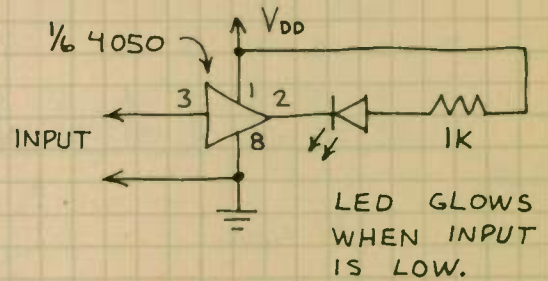 VDD
1/6 4050
1
3
2
8
INPUT
1K
LED GLOWS
WHEN INPUT
IS LOW.